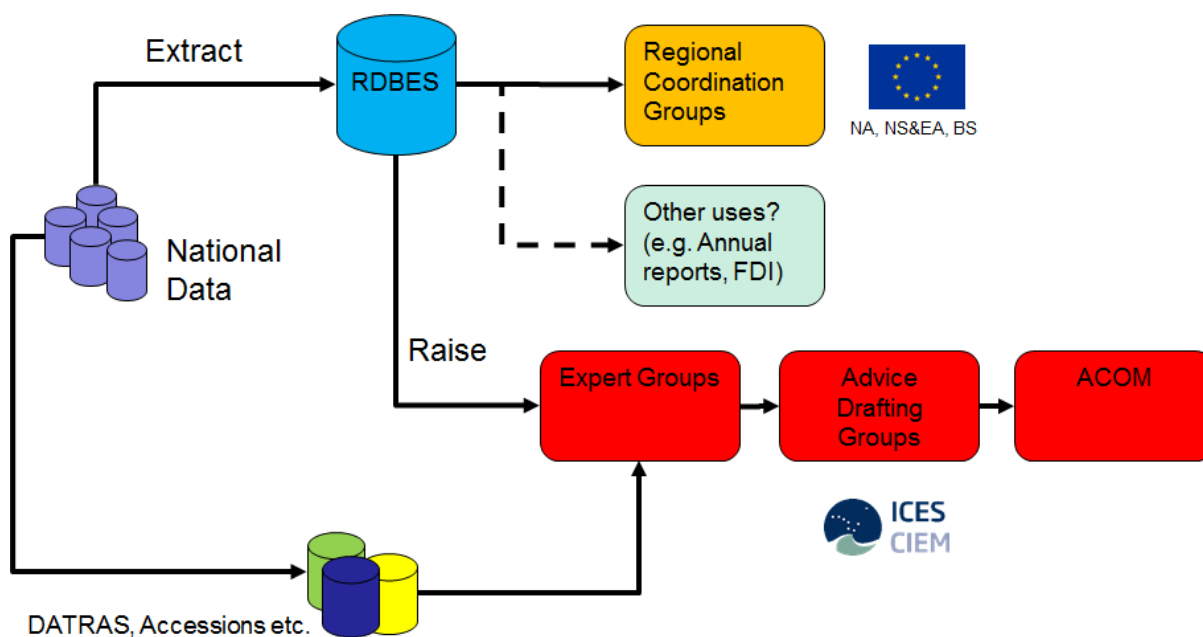 Extract
RDBES
Regional
Coordination
Groups
NA, NS&EA, BS
National
Data
Other uses?
(e.g. Annual
reports, FDI)
Raise
Expert Groups
Advice
Drafting
Groups
ACOM
ICES
CIEM
DATRAS, Accessions etc.